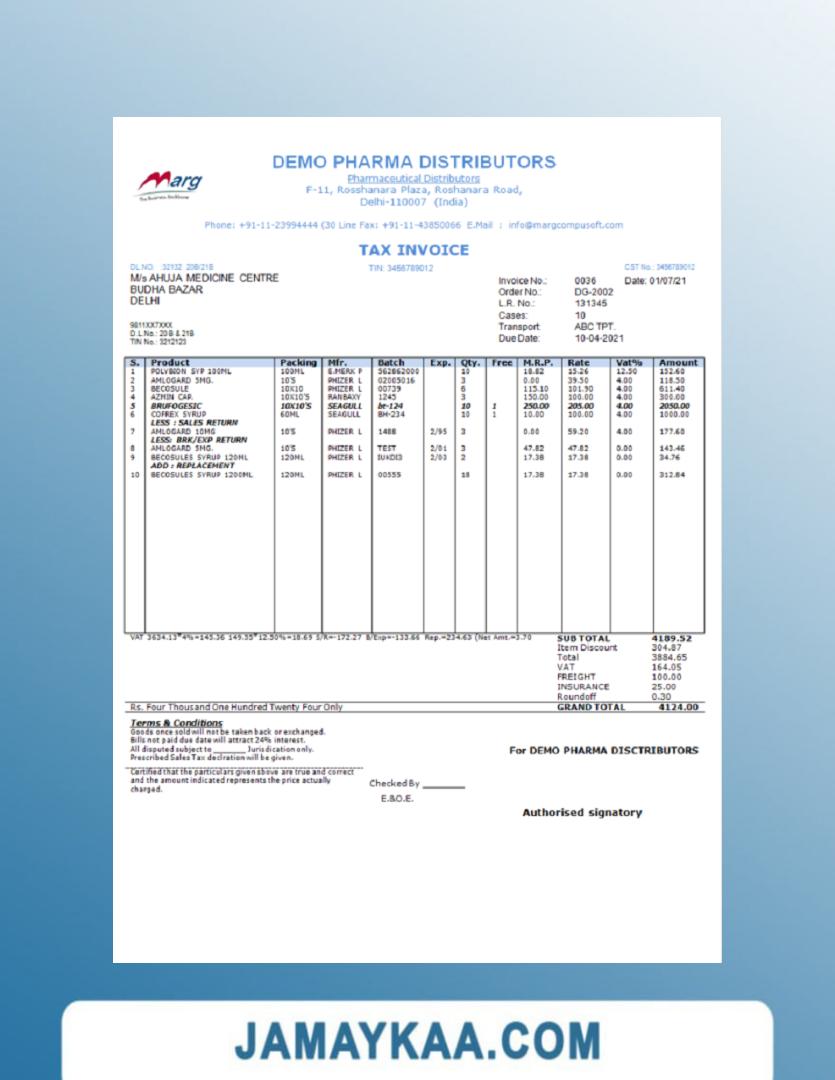 Marg
DEMO PHARMA DISTRIBUTORS
Pharmaceutical Distributors
F-11, Rosshanara Plaza, Roshanara Road,
Delhi-110007 (India)
Phone: +91-11-23994444 (30 Line Fax: +91-11-43850066 E.Mail : info@margcompusoft.com
TAX INVOICE
DL.NO. :32132 20B/21B TIN: 3456789012 CST No.: 3456789012
M/s AHUJA MEDICINE CENTRE
BUDHA BAZAR
DELHI
9811XX7XXX
D.L.No.: 20B & 21B
TIN No.: 3212123
Invoice No.: 0036 Date: 01/07/21
Order No.: DG-2002
L.R. No.: 131345
Cases: 10
Transport ABC TPT.
Due Date: 10-04-2021
S. Product Packing Mfr. Batch Exp. Qty. Free M.R.P. Rate Vat% Amount
1 POLYBION SYP 100ML 100ML E.MERK P 562862000 10 18.82 15.26 12.50 152.60
2 AMLOGARD 5MG. 10'S PHIZER L 02085016 3 0.00 39.50 4.00 118.50
3 BECOSULE 10X10 PHIZER L 00739 6 115.10 101.90 4.00 611.40
4 AZMIN CAP. 10X10'S RANBAXY 1245 3 150.00 100.00 4.00 300.00
5 BRUFOGESIC 10X10'S SEAGULL be-124 10 1 250.00 205.00 4.00 2050.00
6 COFREX SYRUP 60ML SEAGULL BH-234 10 1 10.00 100.00 4.00 1000.00
LESS : SALES RETURN
7 AMLOGARD 10MG 10'S PHIZER L 1488 2/95 3 0.00 59.20 4.00 177.60
LESS: BRK/EXP RETURN
8 AMLOGARD 5MG. 10'S PHIZER L TEST 2/01 3 47.82 47.82 0.00 143.46
9 BECOSULES SYRUP 120ML 120ML PHIZER L IUKDI3 2/03 2 17.38 17.38 0.00 34.76
ADD : REPLACEMENT
10 BECOSULES SYRUP 1200ML 120ML PHIZER L 00555 18 17.38 17.38 0.00 312.84
VAT 3634.13*4%=145.36 149.55*12.50%=18.69 S/R=-172.27 B/Exp=-133.66 Rep.=234.63 (Net Amt.=3.70
SUB TOTAL 4189.52
Item Discount 304.87
Total 3884.65
VAT 164.05
FREIGHT 100.00
INSURANCE 25.00
Roundoff 0.30
Rs. Four Thousand One Hundred Twenty Four Only GRAND TOTAL 4124.00
Terms & Conditions
Goods once sold will not be taken back or exchanged.
Bills not paid due date will attract 24% interest.
All disputed subject to _______ Jurisdication only.
Prescribed Sales Tax declration will be given.
Certified that the particulars given above are true and correct
and the amount indicated represents the price actually
charged.
Checked By ________
E.&O.E.
For DEMO PHARMA DISCTRIBUTORS
Authorised signatory
JAMAYKAA.COM